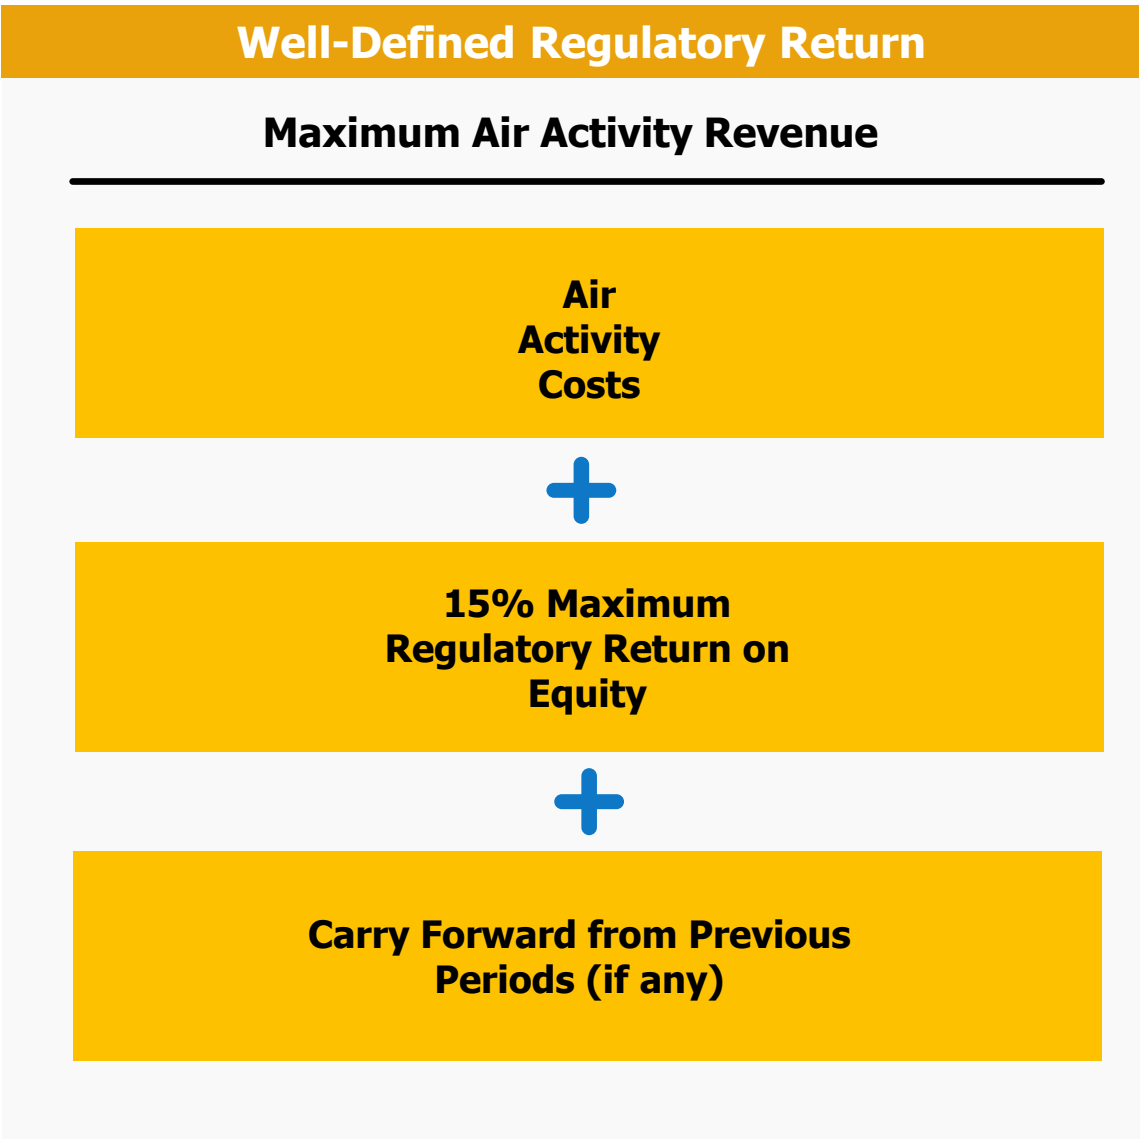 Well-Defined Regulatory Return
Maximum Air Activity Revenue
Air
Activity
Costs
15% Maximum
Regulatory Return on
Equity
Carry Forward from Previous
Periods (if any)